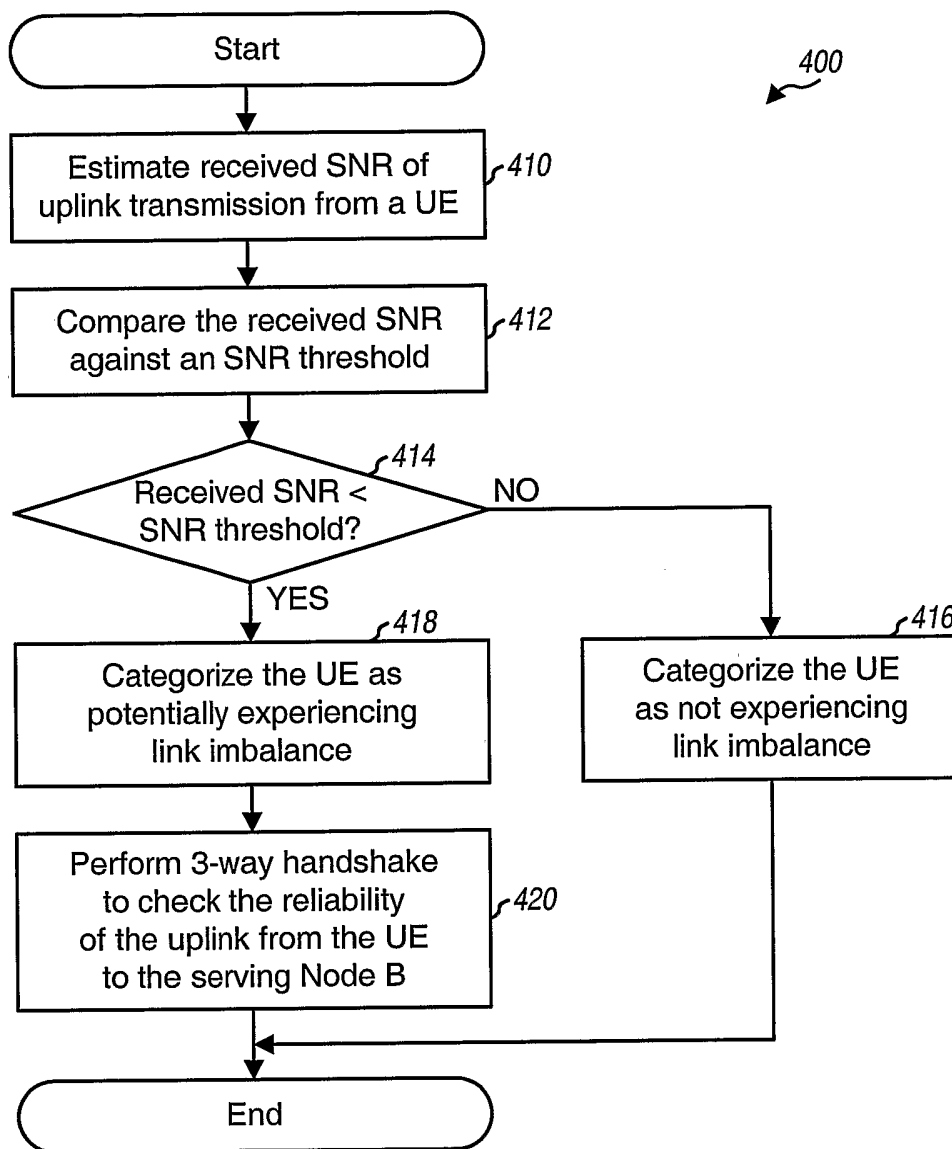 Start
400
Estimate received SNR of
uplink transmission from a UE
410
Compare the received SNR
against an SNR threshold
412
414
Received SNR <
SNR threshold?
NO
YES
418
Categorize the UE as
potentially experiencing
link imbalance
416
Categorize the UE
as not experiencing
link imbalance
Perform 3-way handshake
to check the reliability
of the uplink from the UE
to the serving Node B
420
End